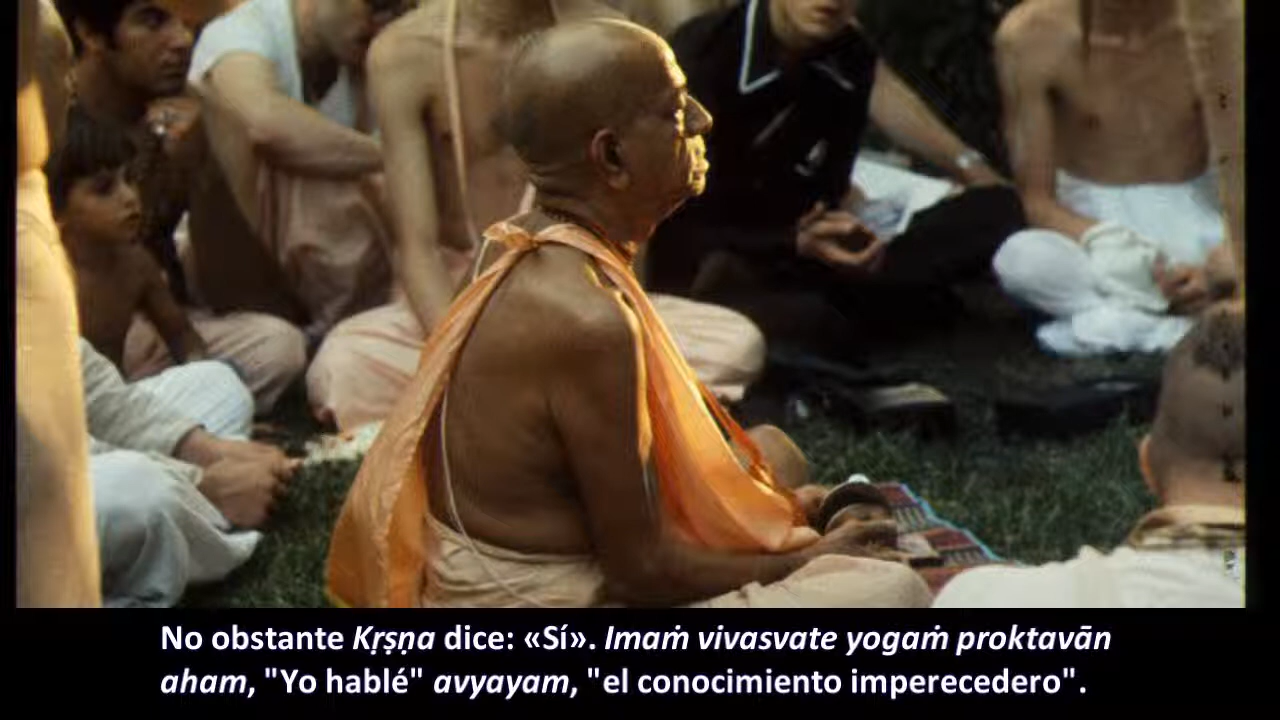 No obstante Kṛṣṇa dice: «Sí». Imaṁ vivasvate yogaṁ proktavān
aham, "Yo hablé" avyayam, "el conocimiento imperecedero".